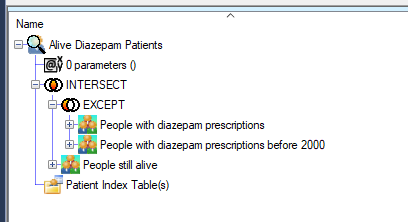 Name
Alive Diazepam Patients
0 parameters ()
INTERSECT
EXCEPT
People with diazepam prescriptions
People with diazepam prescriptions before 2000
People still alive
Patient Index Table(s)